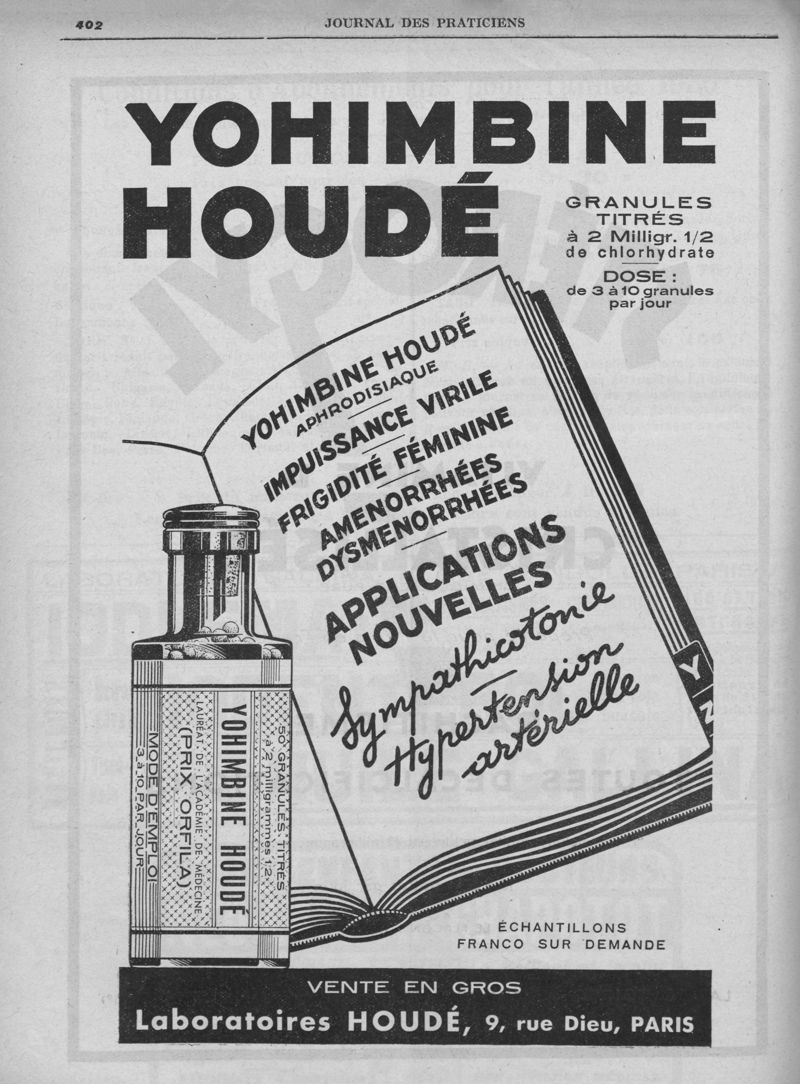 402
JOURNAL DES PRATICIENS
YOHIMBINE
HOUDÉ
GRANULES
TITRÉS
à 2 Milligr. 1/2
de chlorhydrate
DOSE :
de 3 à 10 granules
par jour
YOHIMBINE HOUDÉ
APHRODISIAQUE
IMPUISSANCE VIRILE
FRIGIDITÉ FÉMININE
AMENORRHÉES
DYSMENORRHÉES
APPLICATIONS
NOUVELLES
Sympathicotonie
Hypertension
artérielle
Y
Z
50 GRANULES TITRÉS
à 2 milligrammes 1/2
YOHIMBINE HOUDÉ
LAURÉAT DE L'ACADÉMIE DE MÉDECINE
(PRIX ORFILA)
MODE D'EMPLOI:
3 à 10 PAR JOUR
ÉCHANTILLONS
FRANCO SUR DEMANDE
VENTE EN GROS
Laboratoires HOUDÉ, 9, rue Dieu, PARIS